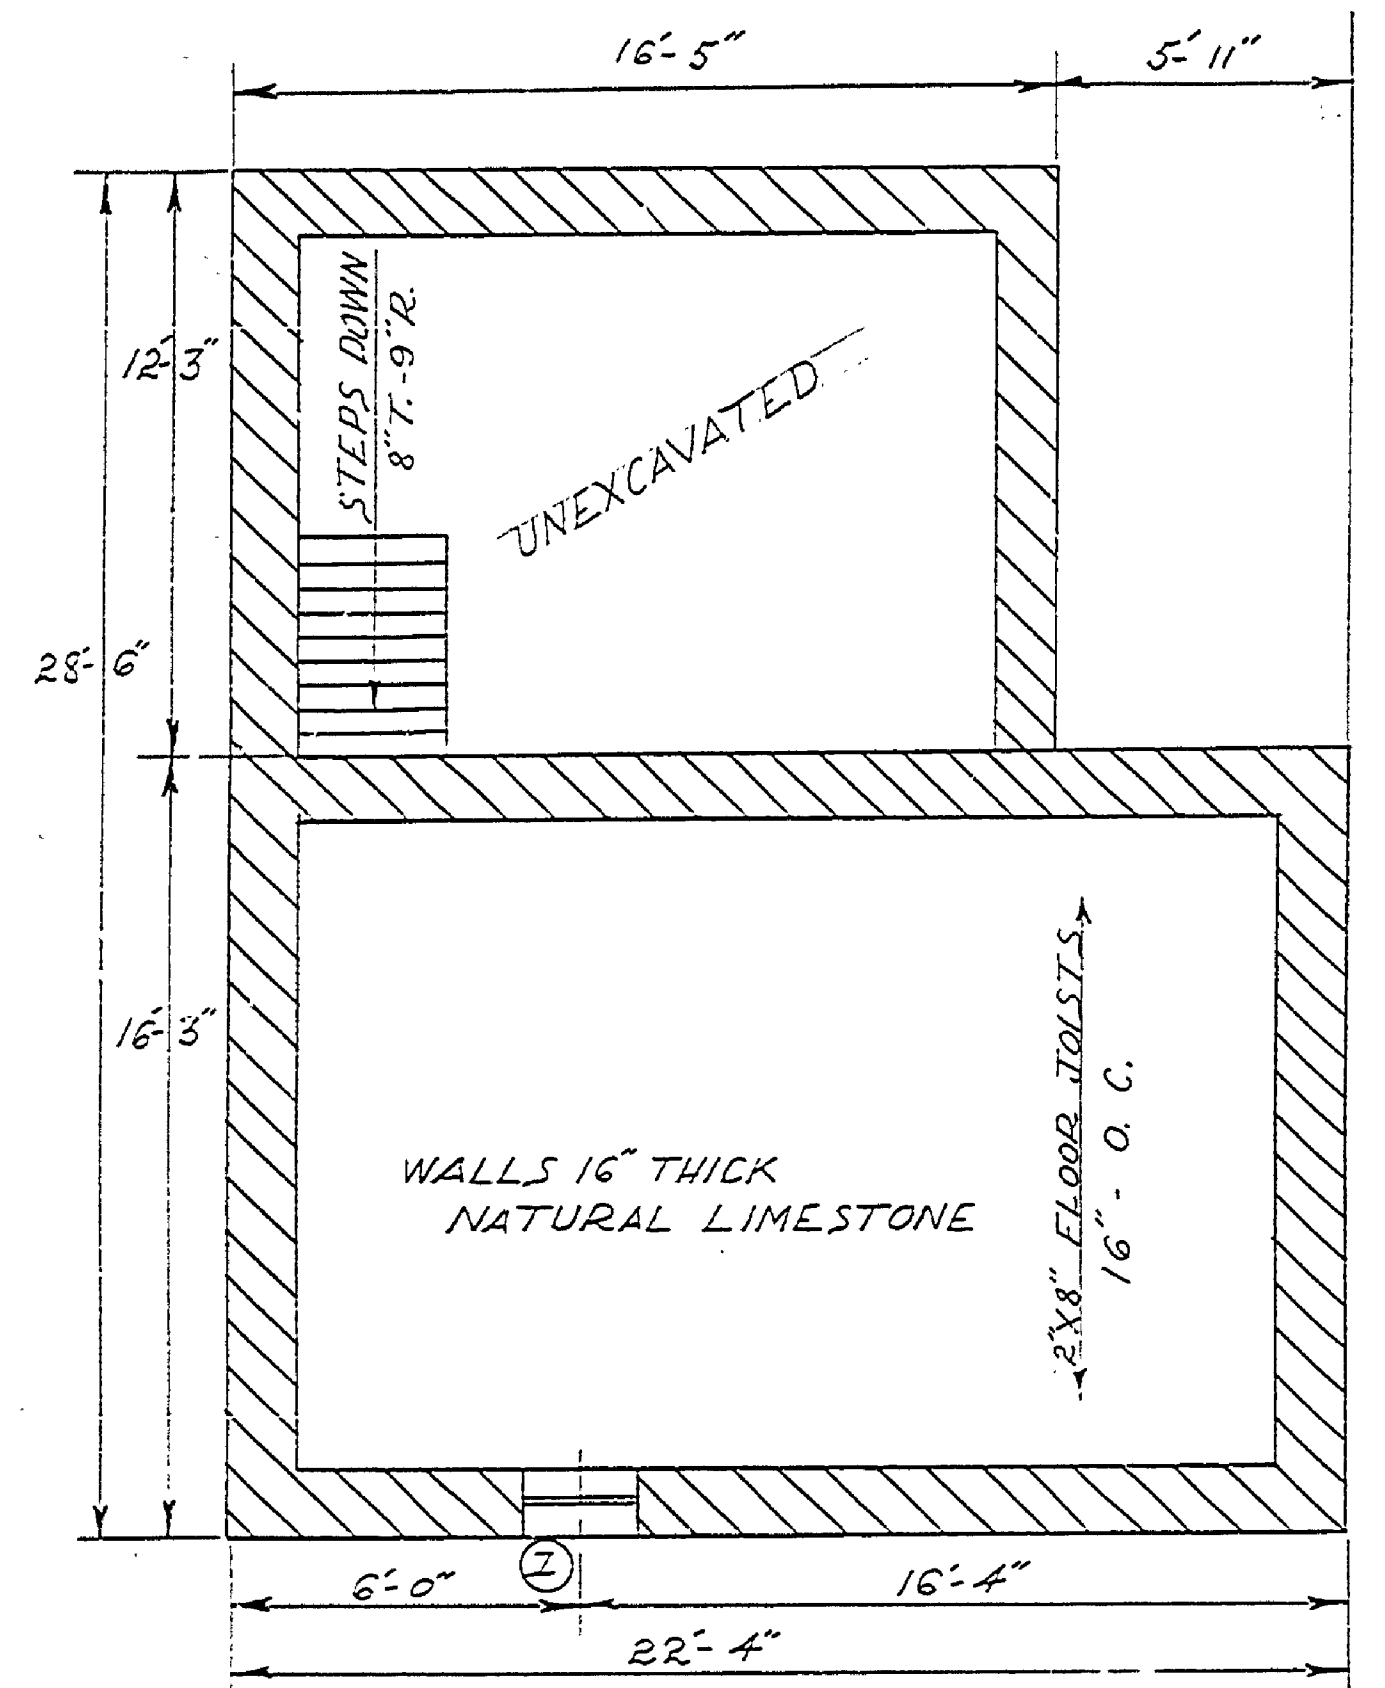 16'-5"
5'-11"
STEPS DOWN
8"T.-9"R.
12'-3"
UNEXCAVATED
28'-6"
16'-3"
2"X8" FLOOR JOISTS
16"- O. C.
WALLS 16" THICK
NATURAL LIMESTONE
1
6'-0"
16'-4"
22'-4"